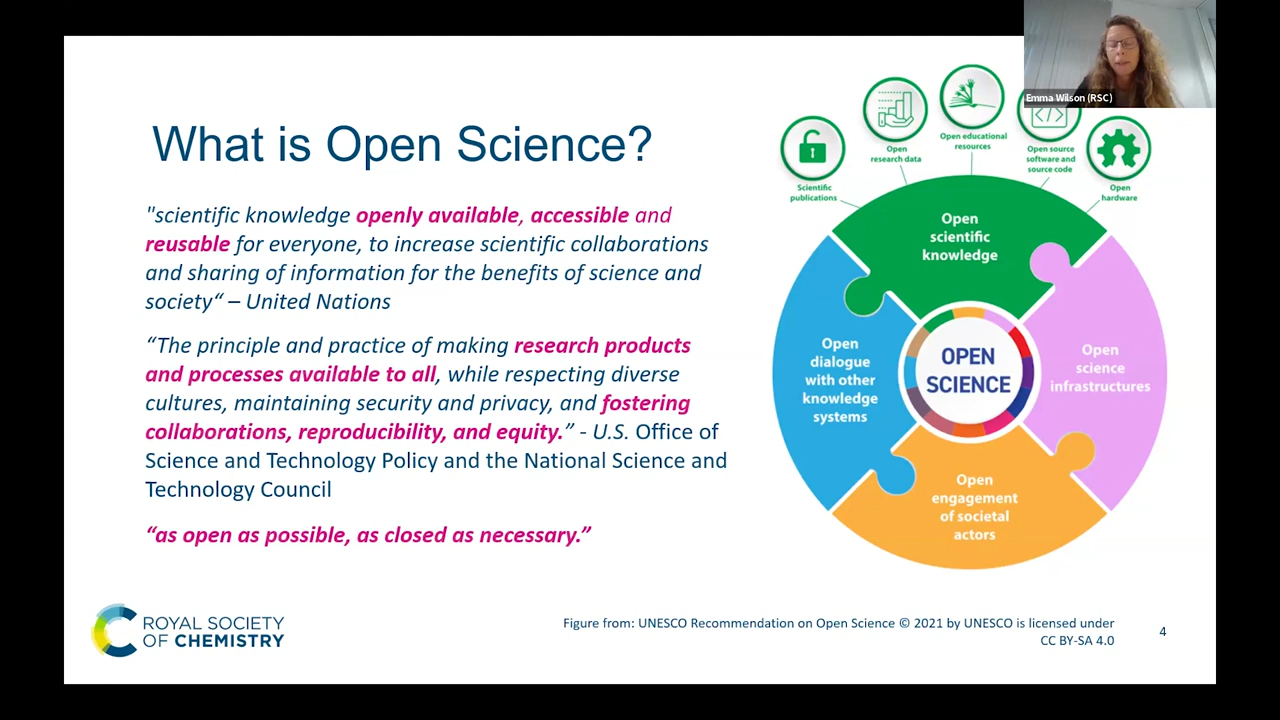 Emma Wilson (RSC)
What is Open Science?
"scientific knowledge openly available, accessible and
reusable for everyone, to increase scientific collaborations
and sharing of information for the benefits of science and
society“ – United Nations
“The principle and practice of making research products
and processes available to all, while respecting diverse
cultures, maintaining security and privacy, and fostering
collaborations, reproducibility, and equity.” - U.S. Office of
Science and Technology Policy and the National Science and
Technology Council
“as open as possible, as closed as necessary.”
Scientific
publications
Open
research data
Open educational
resources
Open source
software and
source code
Open
hardware
</>
Open
scientific
knowledge
Open
dialogue
with other
knowledge
systems
OPEN
SCIENCE
Open
science
infrastructures
Open
engagement
of societal
actors
ROYAL SOCIETY
OF CHEMISTRY
Figure from: UNESCO Recommendation on Open Science © 2021 by UNESCO is licensed under
CC BY-SA 4.0
4